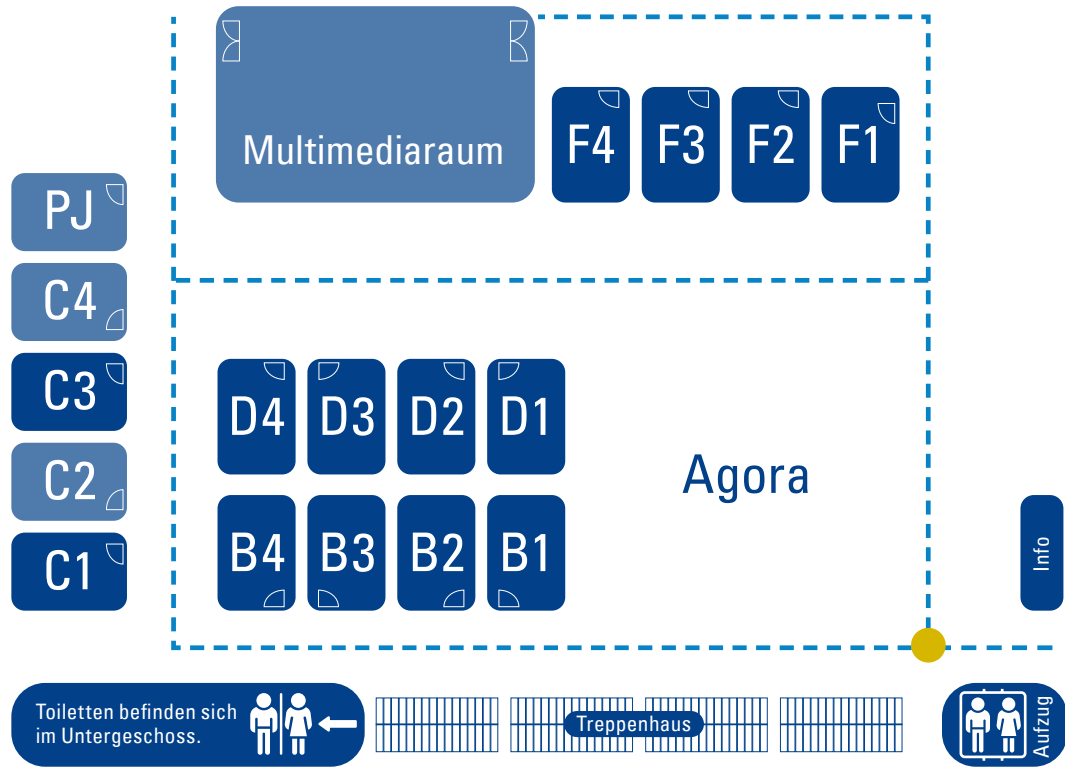 Multimediaraum
F4
F3
F2
F1
PJ
C4
C3
C2
C1
D4
D3
D2
D1
B4
B3
B2
B1
Agora
Info
Toiletten befinden sich
im Untergeschoss.
Treppenhaus
Aufzug